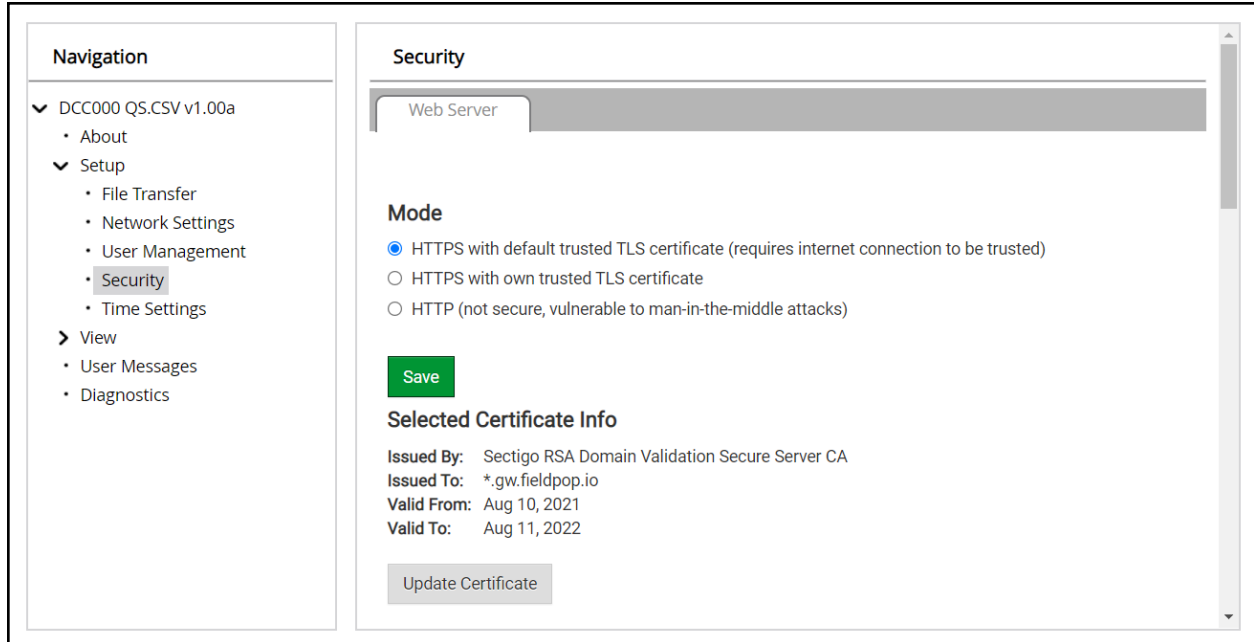 Navigation
DCC000 QS.CSV v1.00a
About
Setup
File Transfer
Network Settings
User Management
Security
Time Settings
View
User Messages
Diagnostics
Security
Web Server
Mode
HTTPS with default trusted TLS certificate (requires internet connection to be trusted)
HTTPS with own trusted TLS certificate
HTTP (not secure, vulnerable to man-in-the-middle attacks)
Save
Selected Certificate Info
Issued By: Sectigo RSA Domain Validation Secure Server CA
Issued To: *.gw.fieldpop.io
Valid From: Aug 10, 2021
Valid To: Aug 11, 2022
Update Certificate